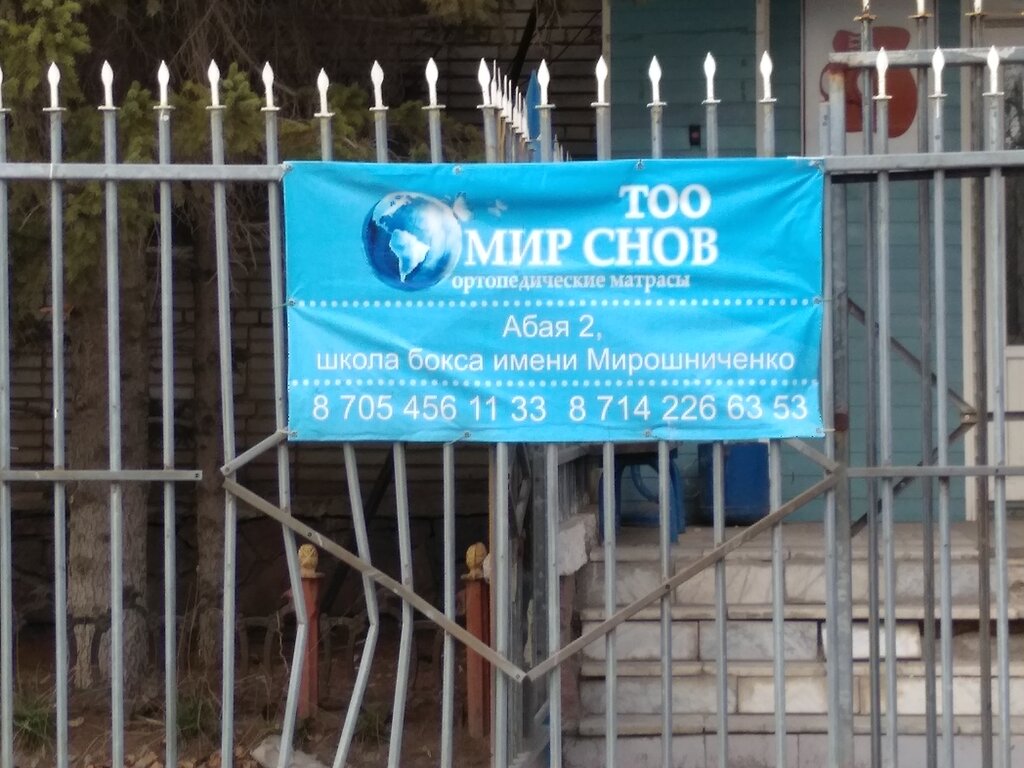 ТОО
МИР СНОВ
ортопедические матрасы
Абая 2,
школа бокса имени Мирошниченко
8 705 456 11 33 8 714 226 63 53